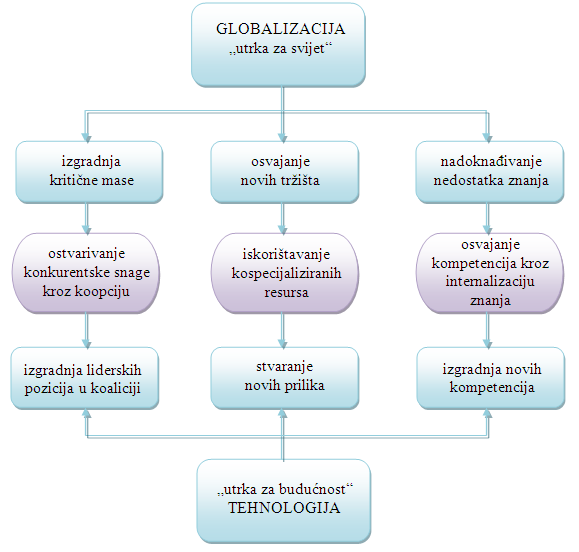 GLOBALIZACIJA
„utrka za svijet“
izgradnja
kritične mase
osvajanje
novih tržišta
nadoknađivanje
nedostatka znanja
ostvarivanje
konkurentske snage
kroz koopciju
iskorištavanje
kospecijaliziranih
resursa
osvajanje
kompetencija kroz
internalizaciju
znanja
izgradnja liderskih
pozicija u koaliciji
stvaranje
novih prilika
izgradnja novih
kompetencija
„utrka za budućnost“
TEHNOLOGIJA